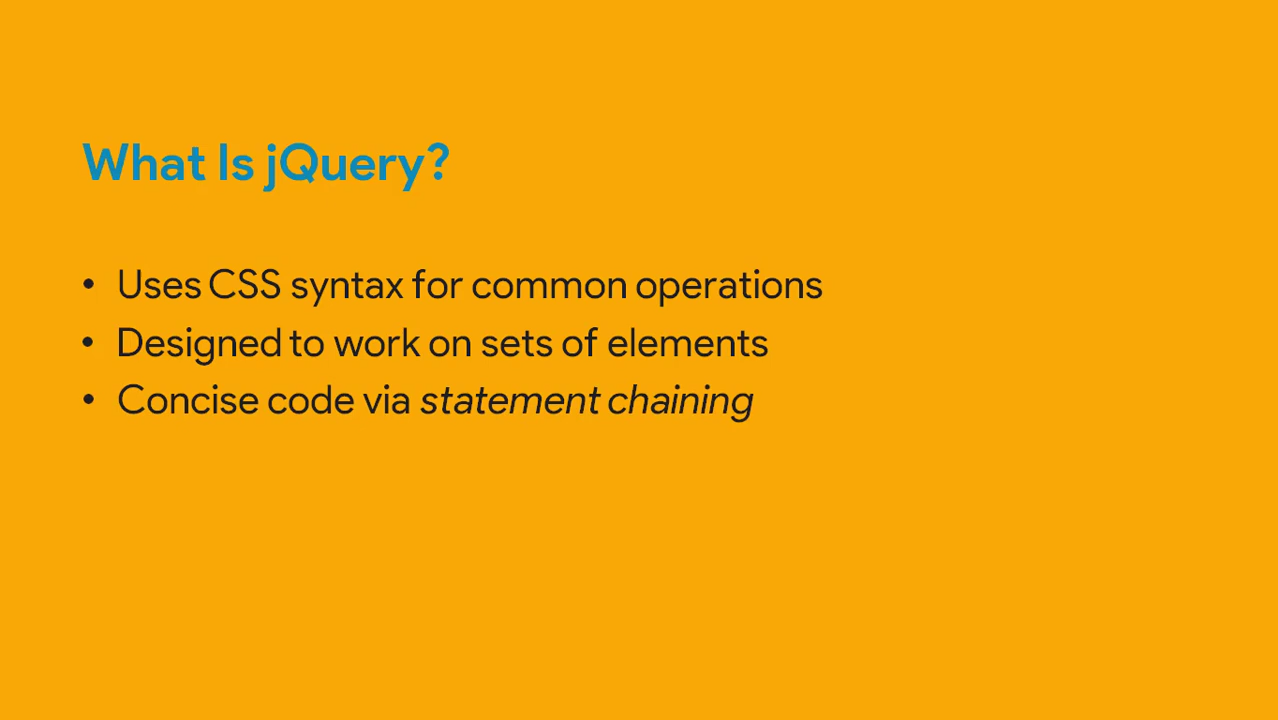 What Is jQuery?
• Uses CSS syntax for common operations
• Designed to work on sets of elements
• Concise code via statement chaining